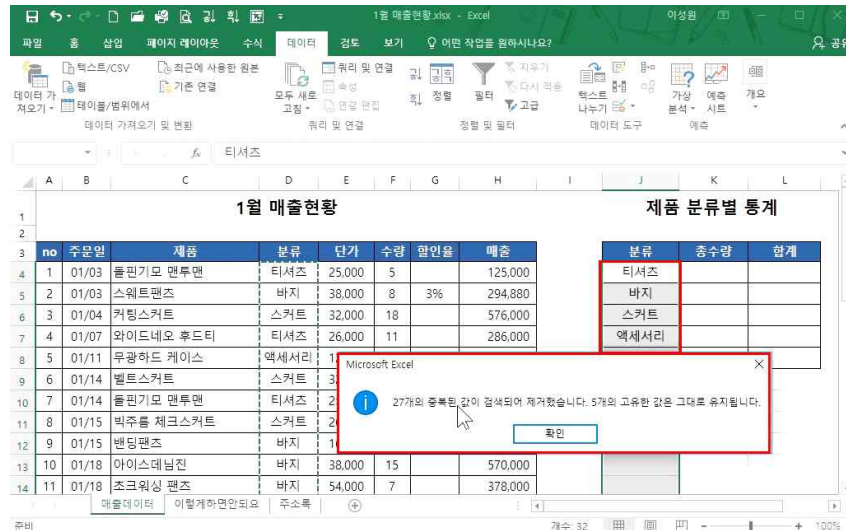 1월 매출현황.xlsx - Excel
이성원
파일 홈 삽입 페이지 레이아웃 수식 데이터 검토 보기 어떤 작업을 원하시나요? 공유
데이터 가져오기
텍스트/CSV
웹
테이블/범위에서
최근에 사용한 원본
기존 연결
데이터 가져오기 및 변환
모두 새로 고침
쿼리 및 연결
속성
연결 편집
쿼리 및 연결
정렬
필터
지우기
다시 적용
고급
정렬 및 필터
텍스트 나누기
데이터 도구
가상 분석
예측 시트
예측
개요
fx 티셔츠
A B C D E F G H I J K L
1 1월 매출현황 제품 분류별 통계
2
3 no 주문일 제품 분류 단가 수량 할인율 매출 분류 총수량 합계
4 1 01/03 돌핀기모 맨투맨 티셔츠 25,000 5 125,000 티셔츠
5 2 01/03 스웨트팬츠 바지 38,000 8 3% 294,880 바지
6 3 01/04 커팅스커트 스커트 32,000 18 576,000 스커트
7 4 01/07 와이드네오 후드티 티셔츠 26,000 11 286,000 액세서리
8 5 01/11 무광하드 케이스 액세서리
9 6 01/14 벨트스커트 스커트
10 7 01/14 돌핀기모 맨투맨 티셔츠
11 8 01/15 빅주름 체크스커트 스커트
12 9 01/15 밴딩팬츠 바지
13 10 01/18 아이스데님진 바지 38,000 15 570,000
14 11 01/18 조크워싱 팬츠 바지 54,000 7 378,000
Microsoft Excel
27개의 중복된 값이 검색되어 제거했습니다. 5개의 고유한 값은 그대로 유지됩니다.
확인
매출데이터 이렇게하면안되요 주소록
준비 개수: 32 100%